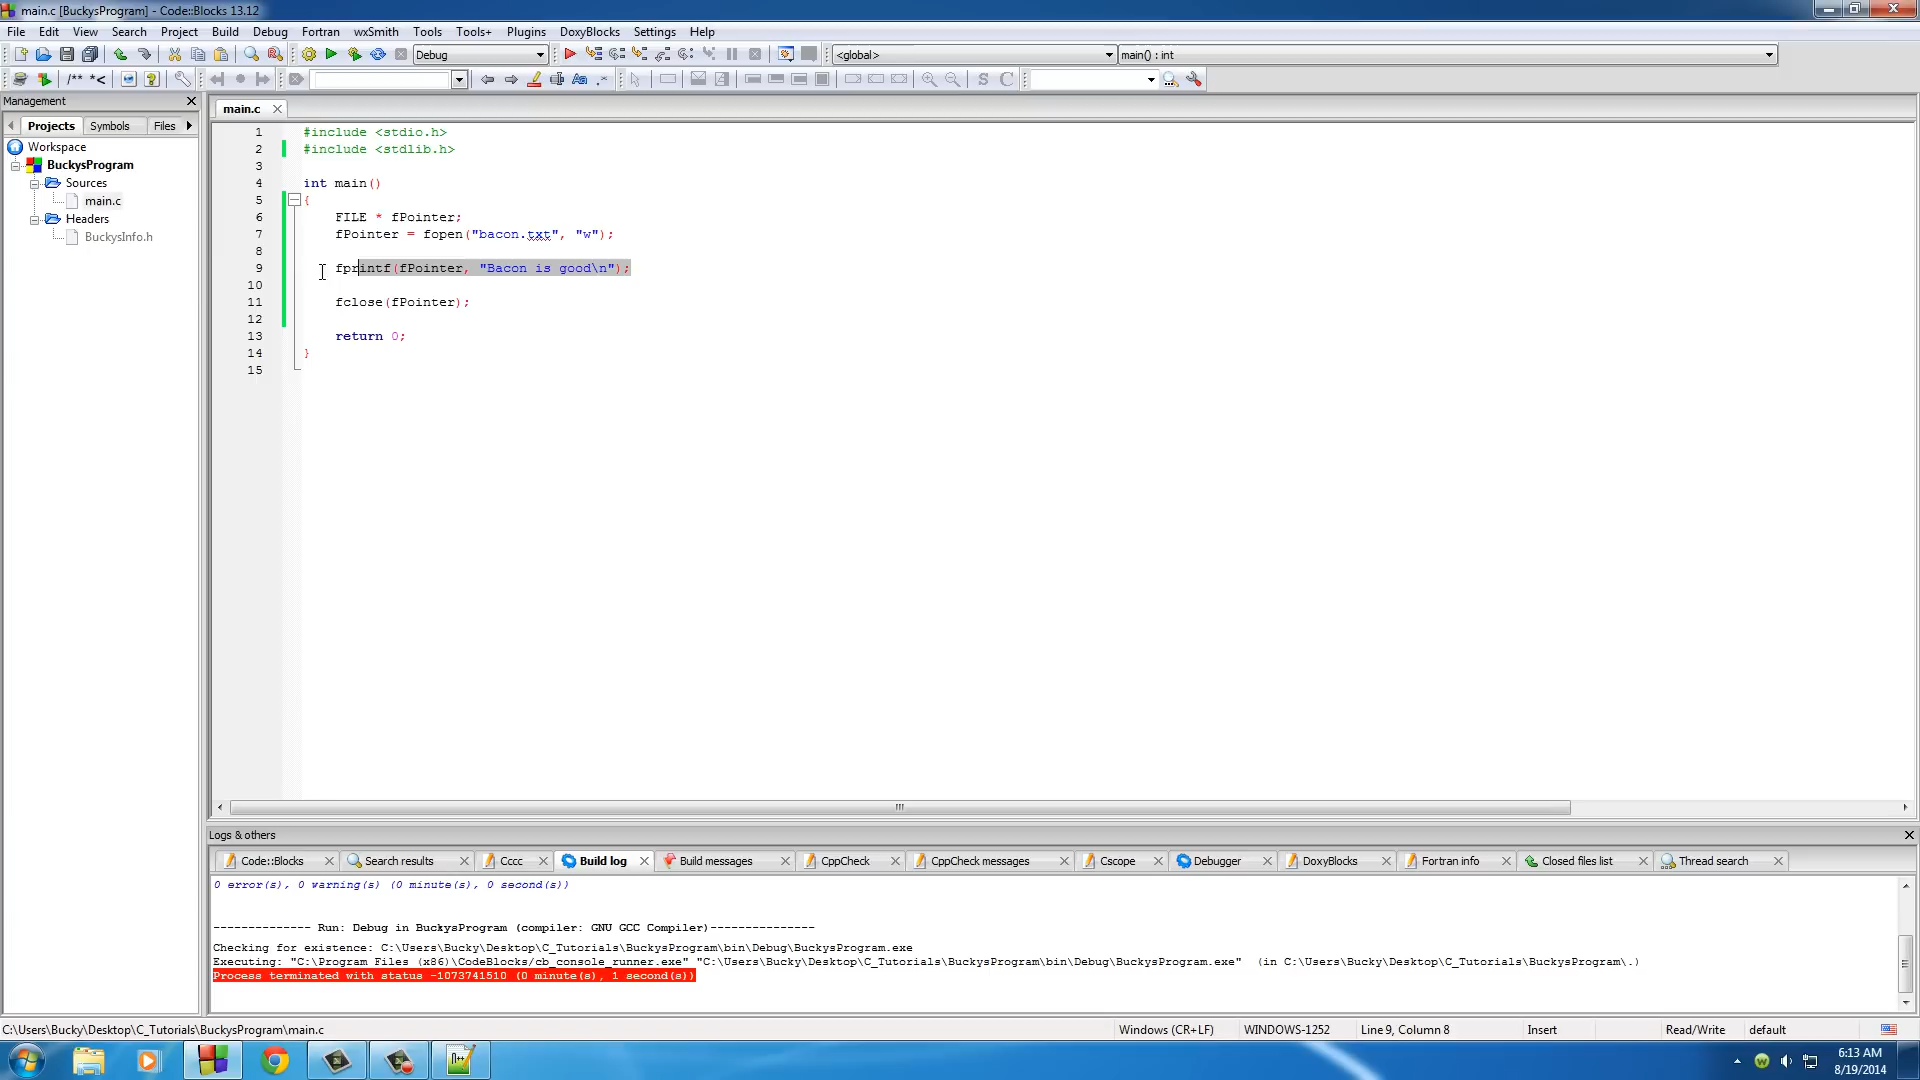 main.c [BuckysProgram] - Code::Blocks 13.12
File Edit View Search Project Build Debug Fortran wxSmith Tools Tools+ Plugins DoxyBlocks Settings Help
Debug <global> main() : int
/** *< Aa .* S C
Management
main.c
Projects Symbols Files
Workspace
BuckysProgram
Sources
main.c
Headers
BuckysInfo.h
1 #include <stdio.h>
2 #include <stdlib.h>
3
4 int main()
5 {
6 FILE * fPointer;
7 fPointer = fopen("bacon.txt", "w");
8
9 fprintf(fPointer, "Bacon is good\n");
10
11 fclose(fPointer);
12
13 return 0;
14 }
15
Logs & others
Code::Blocks Search results Cccc Build log Build messages CppCheck CppCheck messages Cscope Debugger DoxyBlocks Fortran info Closed files list Thread search
0 error(s), 0 warning(s) (0 minute(s), 0 second(s))
-------------- Run: Debug in BuckysProgram (compiler: GNU GCC Compiler)---------------
Checking for existence: C:\Users\Bucky\Desktop\C_Tutorials\BuckysProgram\bin\Debug\BuckysProgram.exe
Executing: "C:\Program Files (x86)\CodeBlocks/cb_console_runner.exe" "C:\Users\Bucky\Desktop\C_Tutorials\BuckysProgram\bin\Debug\BuckysProgram.exe" (in C:\Users\Bucky\Desktop\C_Tutorials\BuckysProgram\.)
Process terminated with status -1073741510 (0 minute(s), 1 second(s))
C:\Users\Bucky\Desktop\C_Tutorials\BuckysProgram\main.c Windows (CR+LF) WINDOWS-1252 Line 9, Column 8 Insert Read/Write default
6:13 AM
8/19/2014